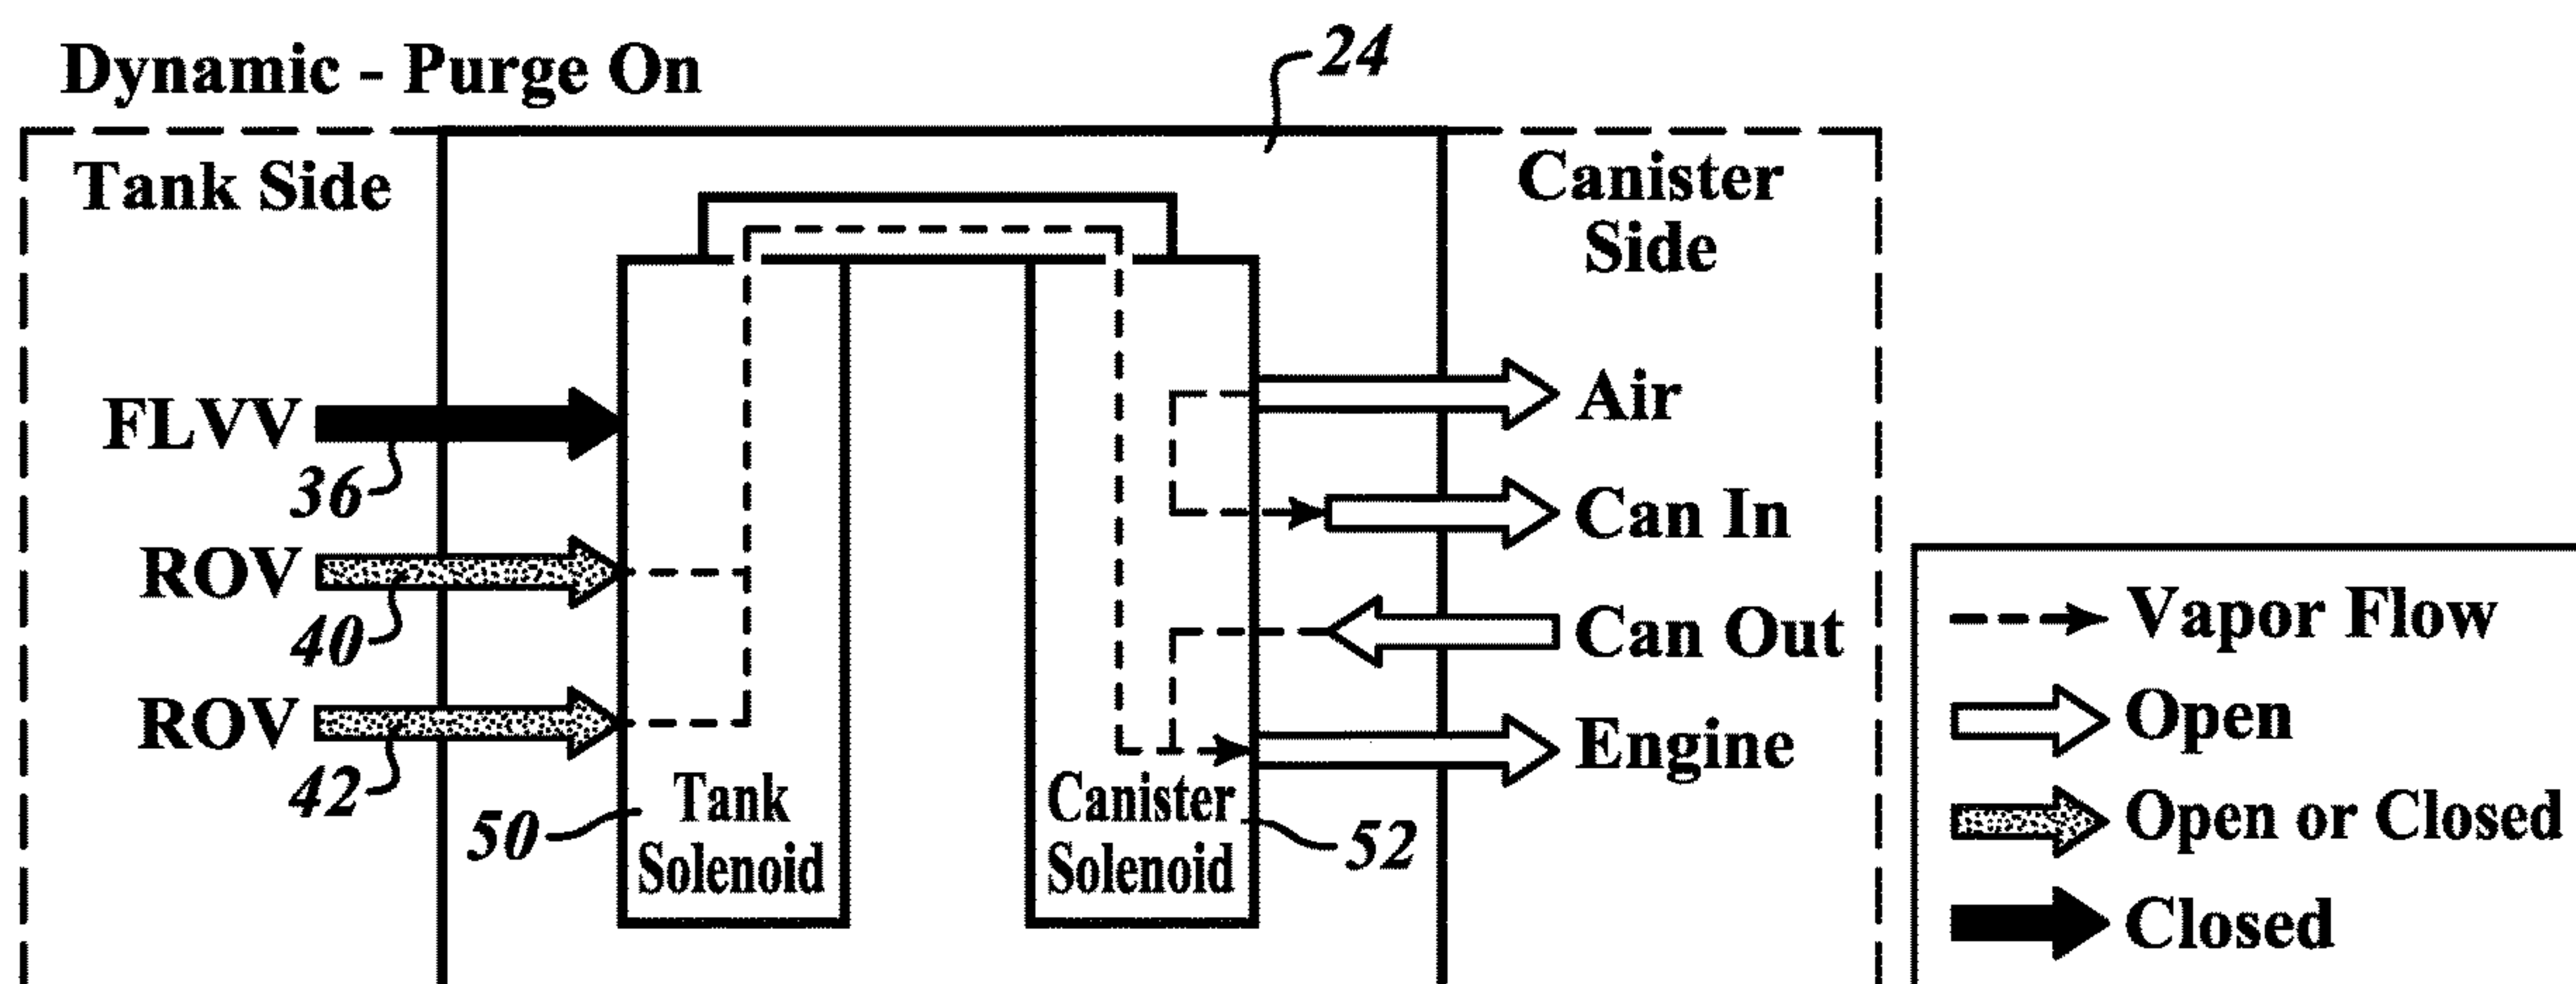 Dynamic - Purge On
24
Tank Side
Canister
Side
FLVV
36
ROV
40
ROV
42
50
Tank
Solenoid
Canister
Solenoid
52
Air
Can In
Can Out
Engine
Vapor Flow
Open
Open or Closed
Closed